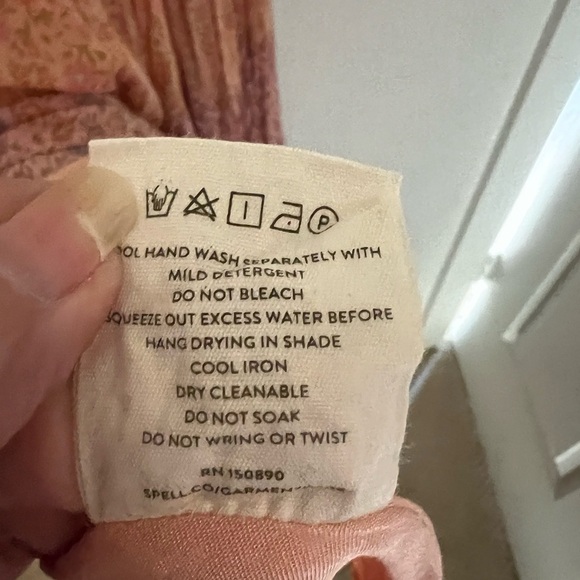 P
HAND WASH SEPARATELY WITH
MILD DETERGENT
DO NOT BLEACH
SQUEEZE OUT EXCESS WATER BEFORE
HANG DRYING IN SHADE
COOL IRON
DRY CLEANABLE
DO NOT SOAK
DO NOT WRING OR TWIST
RN 150890